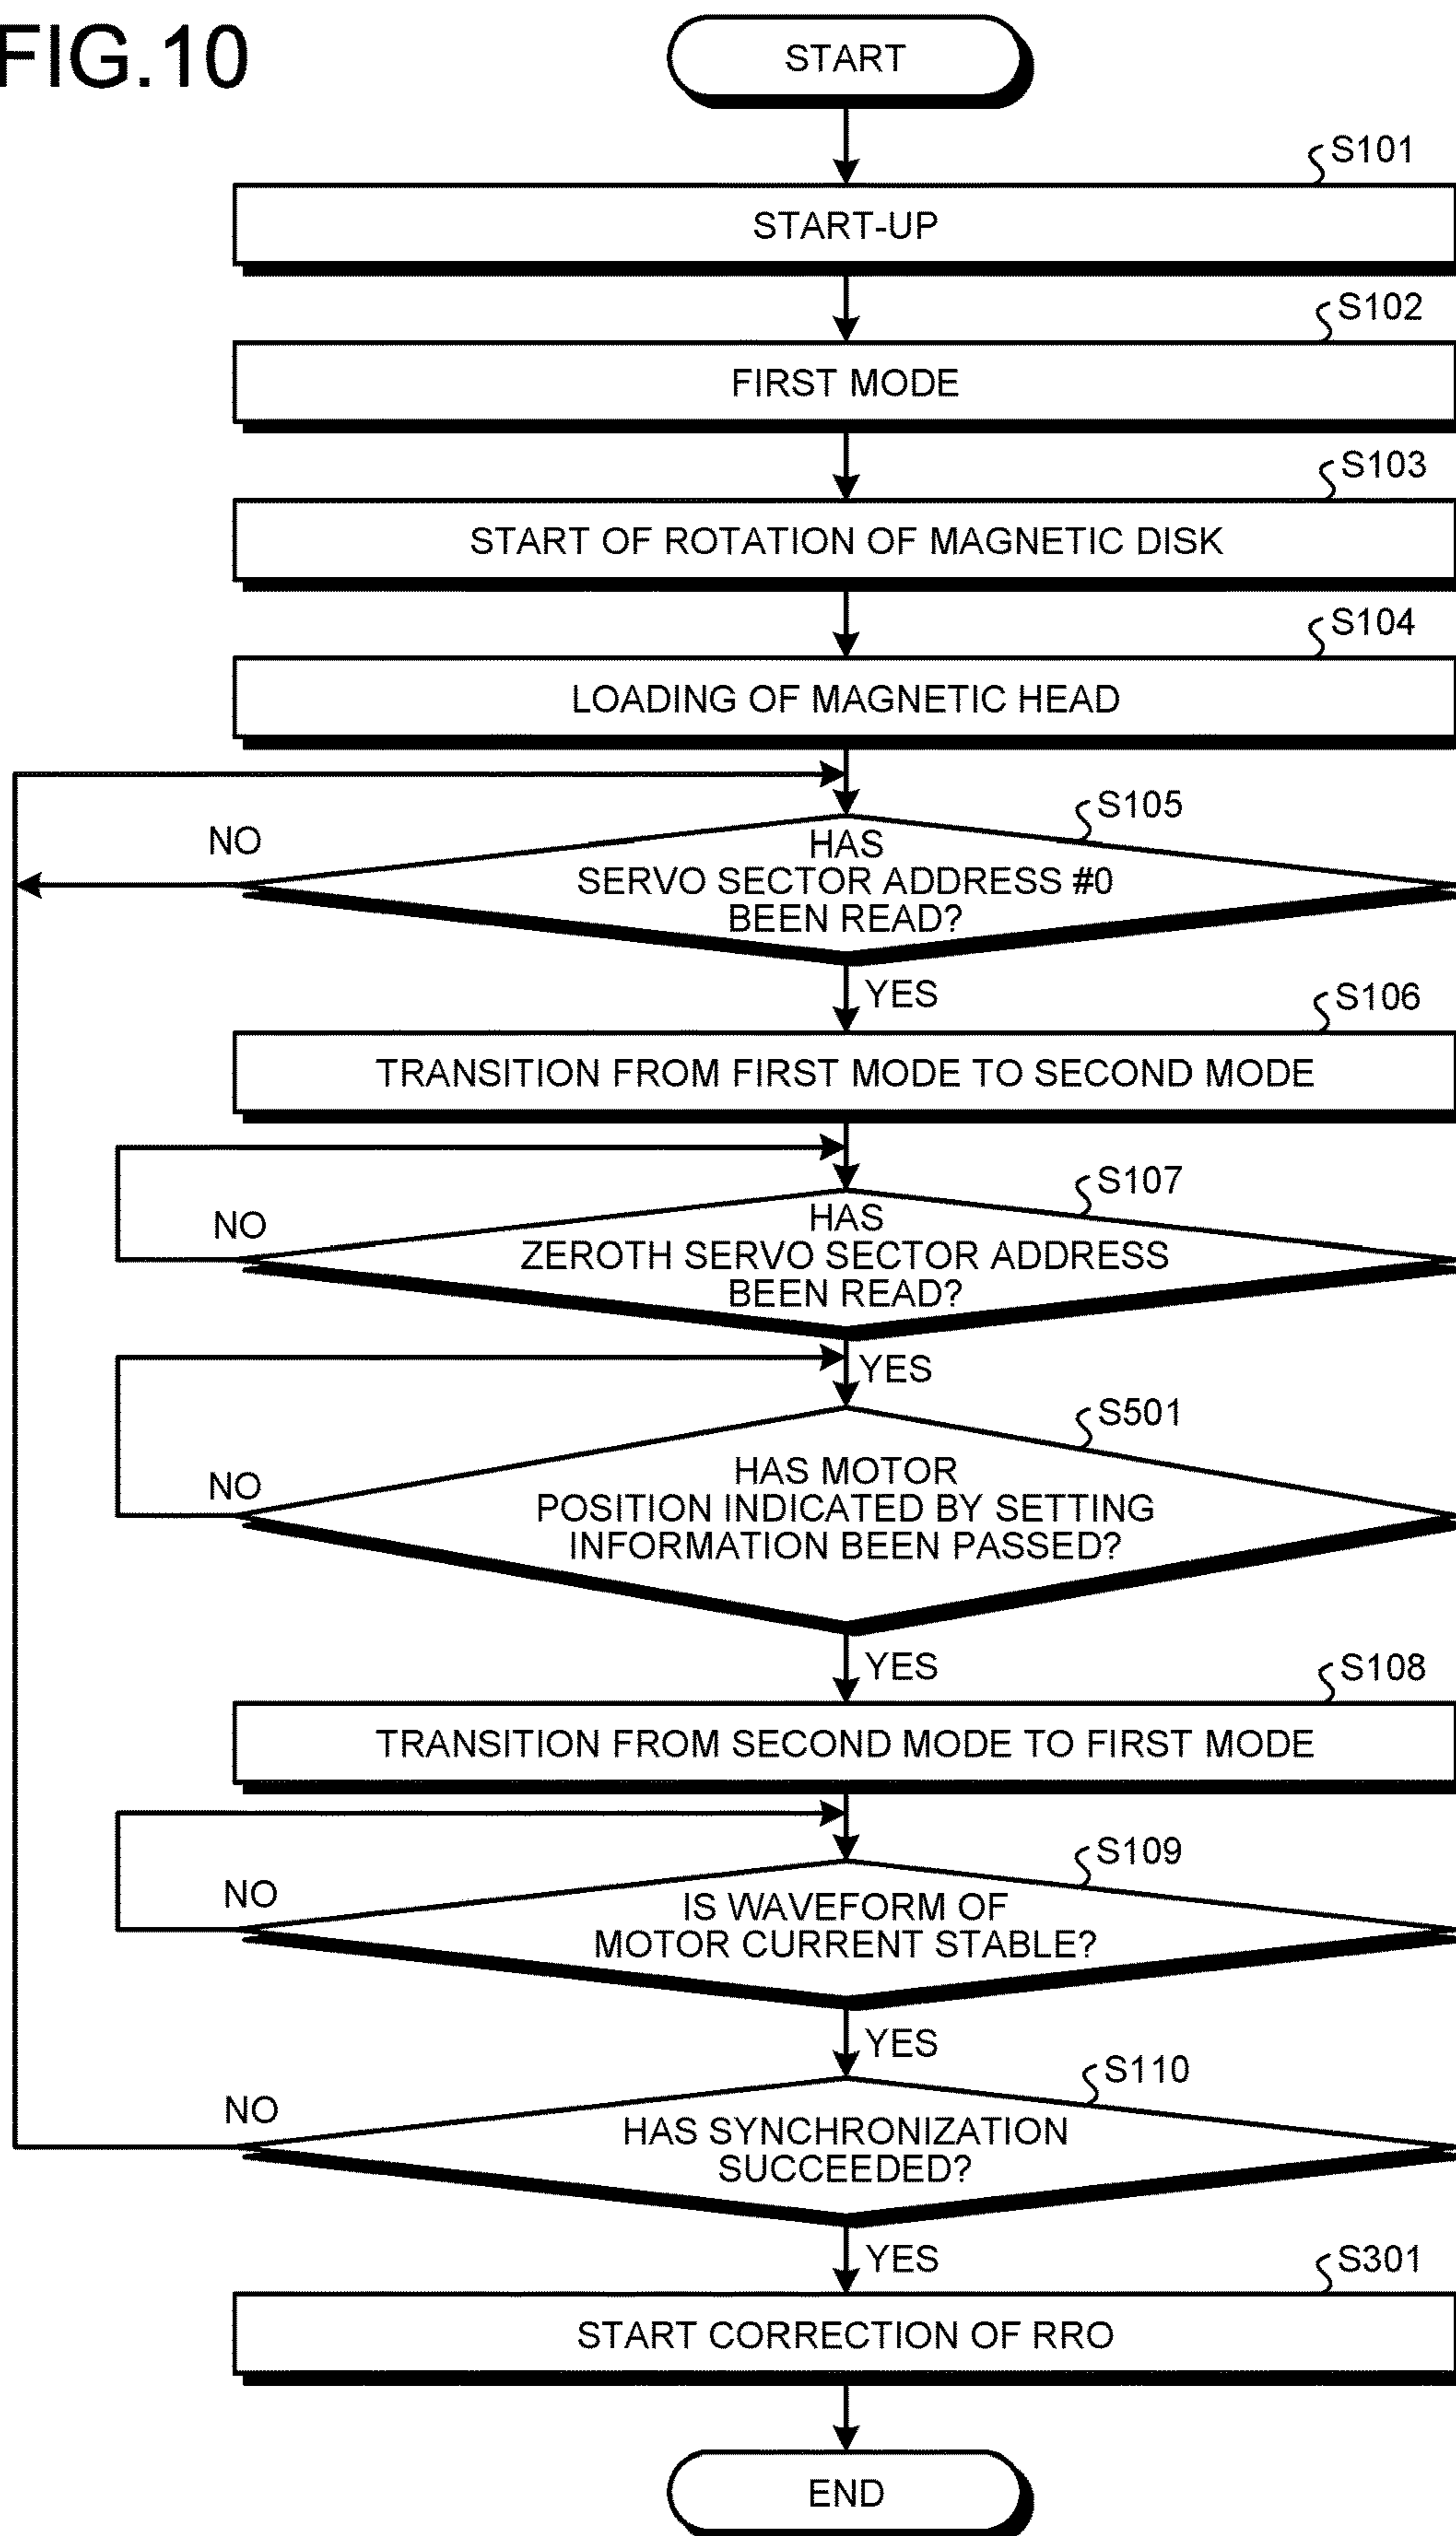 FIG.10
START
S101
START-UP
S102
FIRST MODE
S103
START OF ROTATION OF MAGNETIC DISK
S104
LOADING OF MAGNETIC HEAD
S105
NO
HAS
SERVO SECTOR ADDRESS #0
BEEN READ?
YES
S106
TRANSITION FROM FIRST MODE TO SECOND MODE
S107
NO
HAS
ZEROTH SERVO SECTOR ADDRESS
BEEN READ?
YES
S501
NO
HAS MOTOR
POSITION INDICATED BY SETTING
INFORMATION BEEN PASSED?
YES
S108
TRANSITION FROM SECOND MODE TO FIRST MODE
S109
NO
IS WAVEFORM OF
MOTOR CURRENT STABLE?
YES
S110
NO
HAS SYNCHRONIZATION
SUCCEEDED?
YES
S301
START CORRECTION OF RRO
END